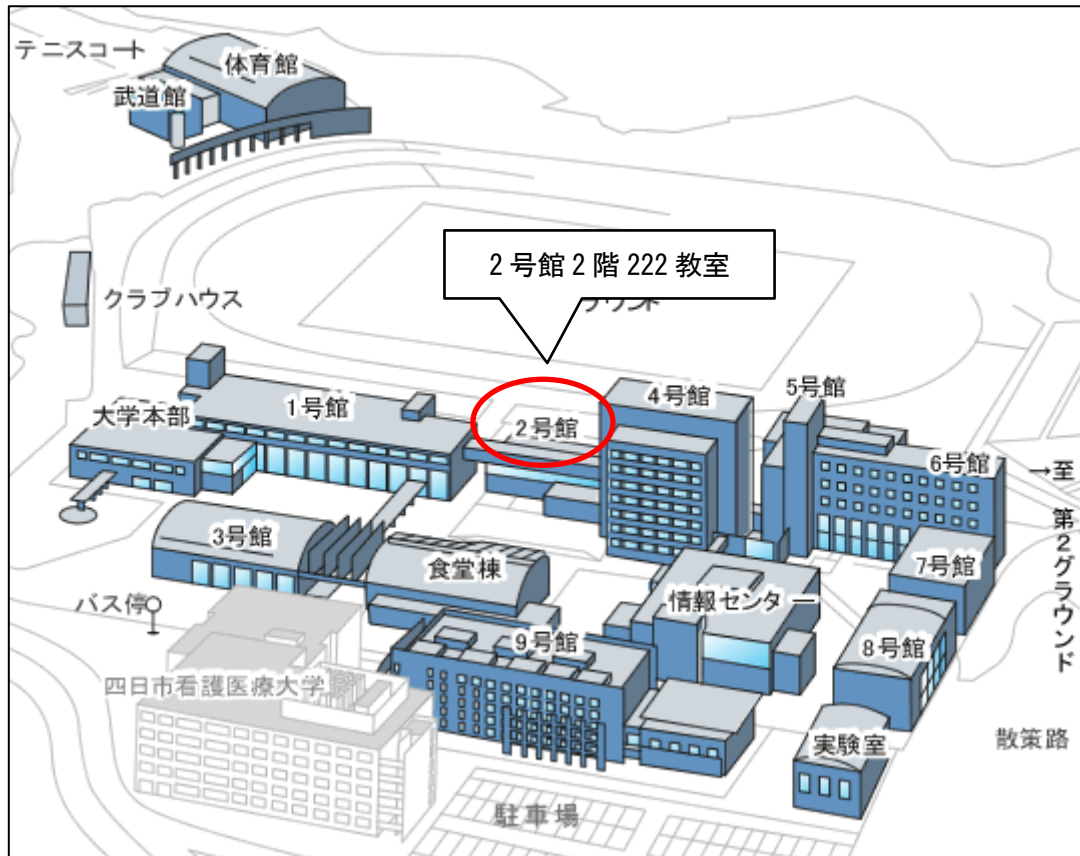 テニスコート
体育館
武道館
2号館2階222教室
ラウンド
クラブハウス
5号館
4号館
1号館
大学本部
2号館
6号館
→至第2グラウンド
3号館
食堂棟
7号館
バス停
情報センター
9号館
8号館
四日市看護医療大学
実験室
散策路
駐車場